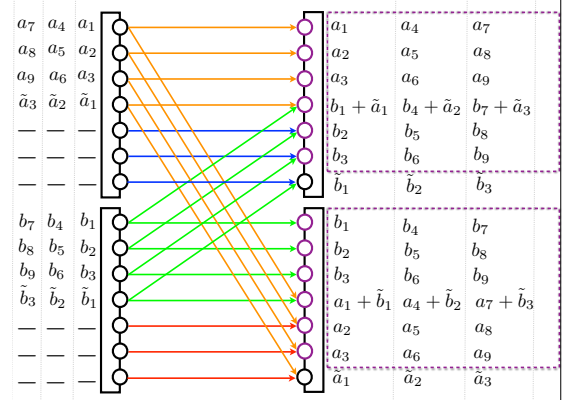 a₇ a₄ a₁ a₁ a₄ a₇
a₈ a₅ a₂ a₂ a₅ a₈
a₉ a₆ a₃ a₃ a₆ a₉
ã₃ ã₂ ã₁ b₁ + ã₁ b₄ + ã₂ b₇ + ã₃
— — — b₂ b₅ b₈
— — — b₃ b₆ b₉
— — — b̃₁ b̃₂ b̃₃
b₇ b₄ b₁ b₁ b₄ b₇
b₈ b₅ b₂ b₂ b₅ b₈
b₉ b₆ b₃ b₃ b₆ b₉
b̃₃ b̃₂ b̃₁ a₁ + b̃₁ a₄ + b̃₂ a₇ + b̃₃
— — — a₂ a₅ a₈
— — — a₃ a₆ a₉
— — — ã₁ ã₂ ã₃